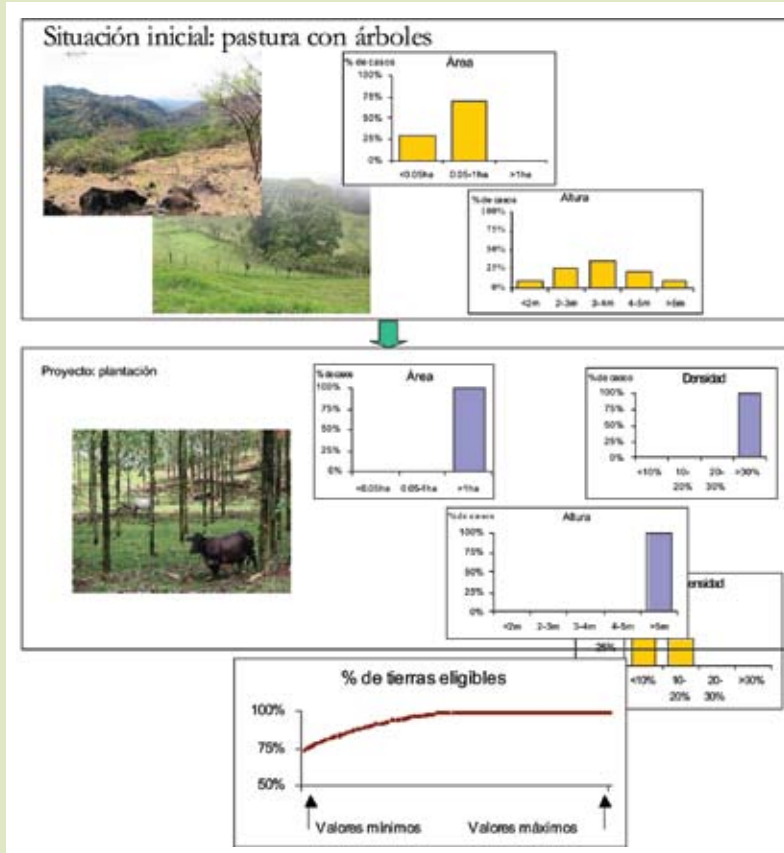 Situación inicial: pastura con árboles
% de casos
Área
100%
75%
50%
25%
0%
<0.05ha 0.05-1ha >1ha
% de casos
Altura
100%
75%
50%
25%
0%
<2m 2-3m 3-4m 4-5m >5m
Proyecto: plantación
% de casos
Área
100%
75%
50%
25%
0%
<0.05ha 0.05-1ha >1ha
% de casos
Densidad
100%
75%
50%
25%
0%
<10% 10- 20- >30%
20% 30%
% de casos
Altura
100%
75%
50%
25%
0%
<2m 2-3m 3-4m 4-5m >5m
ensidad
25%
<10% 10- 20- >30%
20% 30%
% de tierras eligibles
100%
75%
50%
Valores mínimos Valores máximos